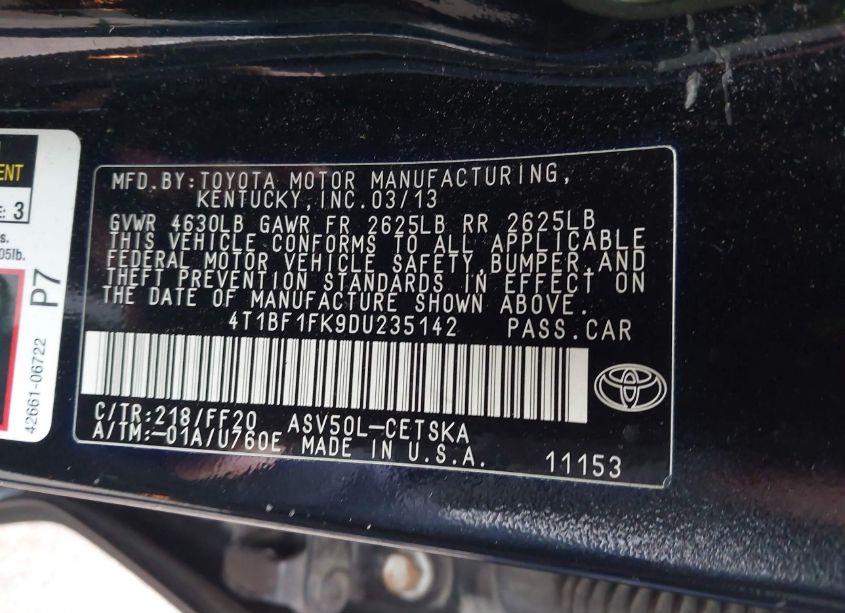 MFD.BY:TOYOTA MOTOR MANUFACTURING,
KENTUCKY,INC.03/13
GVWR 4630LB GAWR FR 2625LB RR 2625LB
THIS VEHICLE CONFORMS TO ALL APPLICABLE
FEDERAL MOTOR VEHICLE SAFETY,BUMPER,AND
THEFT PREVENTION STANDARDS IN EFFECT ON
THE DATE OF MANUFACTURE SHOWN ABOVE.
4T1BF1FK9DU235142 PASS.CAR
C/TR:218/FF20 ASV50L-CETSKA
A/TM:-01A/U760E MADE IN U.S.A. 11153
3
05lb.
P7
42661-06722